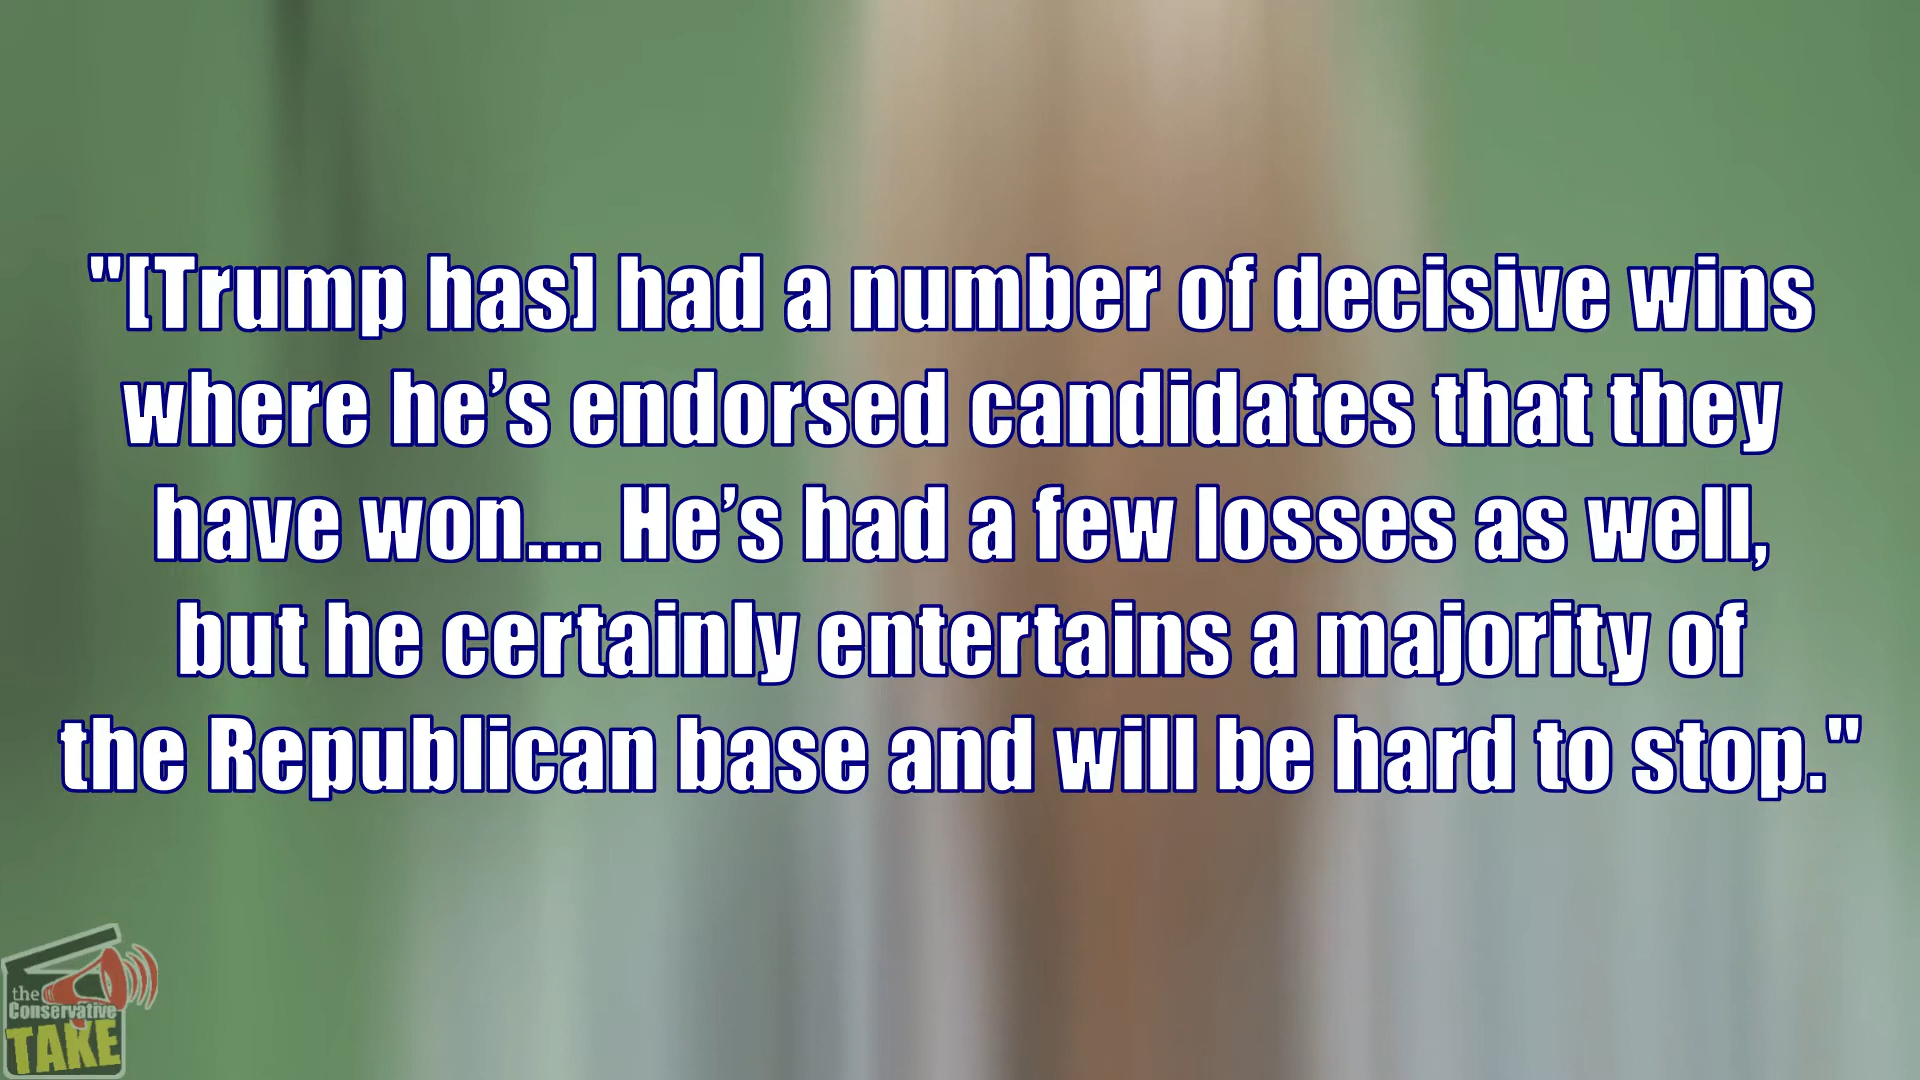 "[Trump has] had a number of decisive wins
where he’s endorsed candidates that they
have won.... He’s had a few losses as well,
but he certainly entertains a majority of
the Republican base and will be hard to stop."
the
Conservative
TAKE